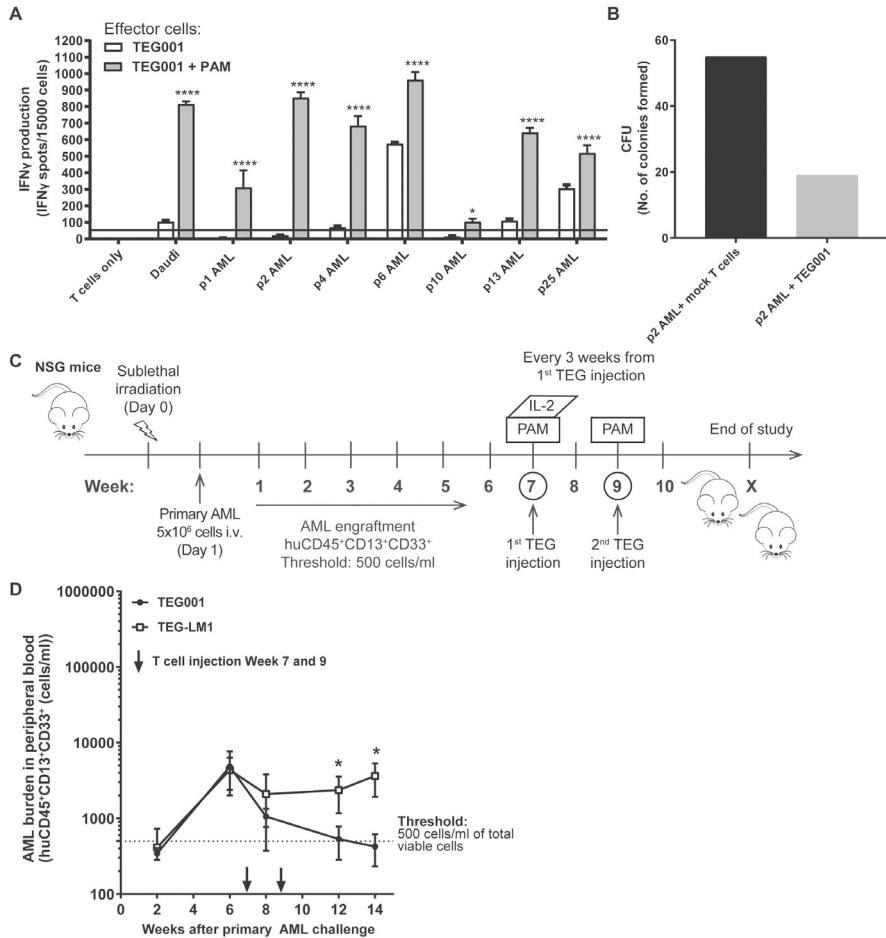 A
Effector cells:
TEG001
TEG001 + PAM
IFNγ production
(IFNγ spots/15000 cells)
1200
1100
1000
900
800
700
600
500
400
300
200
100
0
**** **** **** **** **** * **** ****
T cells only
Daudi
p1 AML
p2 AML
p4 AML
p6 AML
p10 AML
p13 AML
p25 AML
B
CFU
(No. of colonies formed)
60
40
20
0
p2 AML+ mock T cells
p2 AML + TEG001
C
NSG mice
Sublethal
irradiation
(Day 0)
Every 3 weeks from
1st TEG injection
IL-2
PAM
PAM
End of study
Week: 1 2 3 4 5 6 7 8 9 10 X
Primary AML
5x10⁶ cells i.v.
(Day 1)
AML engraftment
huCD45⁺CD13⁺CD33⁺
Threshold: 500 cells/ml
1st TEG
injection
2nd TEG
injection
D
AML burden in peripheral blood
(huCD45⁺CD13⁺CD33⁺ (cells/ml))
1000000
100000
10000
1000
100
TEG001
TEG-LM1
T cell injection Week 7 and 9
* *
Threshold:
500 cells/ml of total
viable cells
0 2 4 6 8 10 12 14
Weeks after primary AML challenge